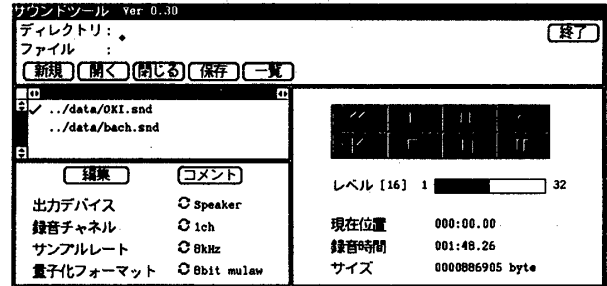 サウンドツール Ver 0.30
ディレクトリ:
ファイル :
終了
新規 開く 閉じる 保存 一覧
../data/OKI.snd
../data/bach.snd
編集 コメント
出力デバイス Speaker
録音チャネル 1ch
サンプルレート 8kHz
量子化フォーマット 8bit mulaw
レベル [16] 1 32
現在位置 000:00.00
録音時間 001:48.26
サイズ 0000886905 byte